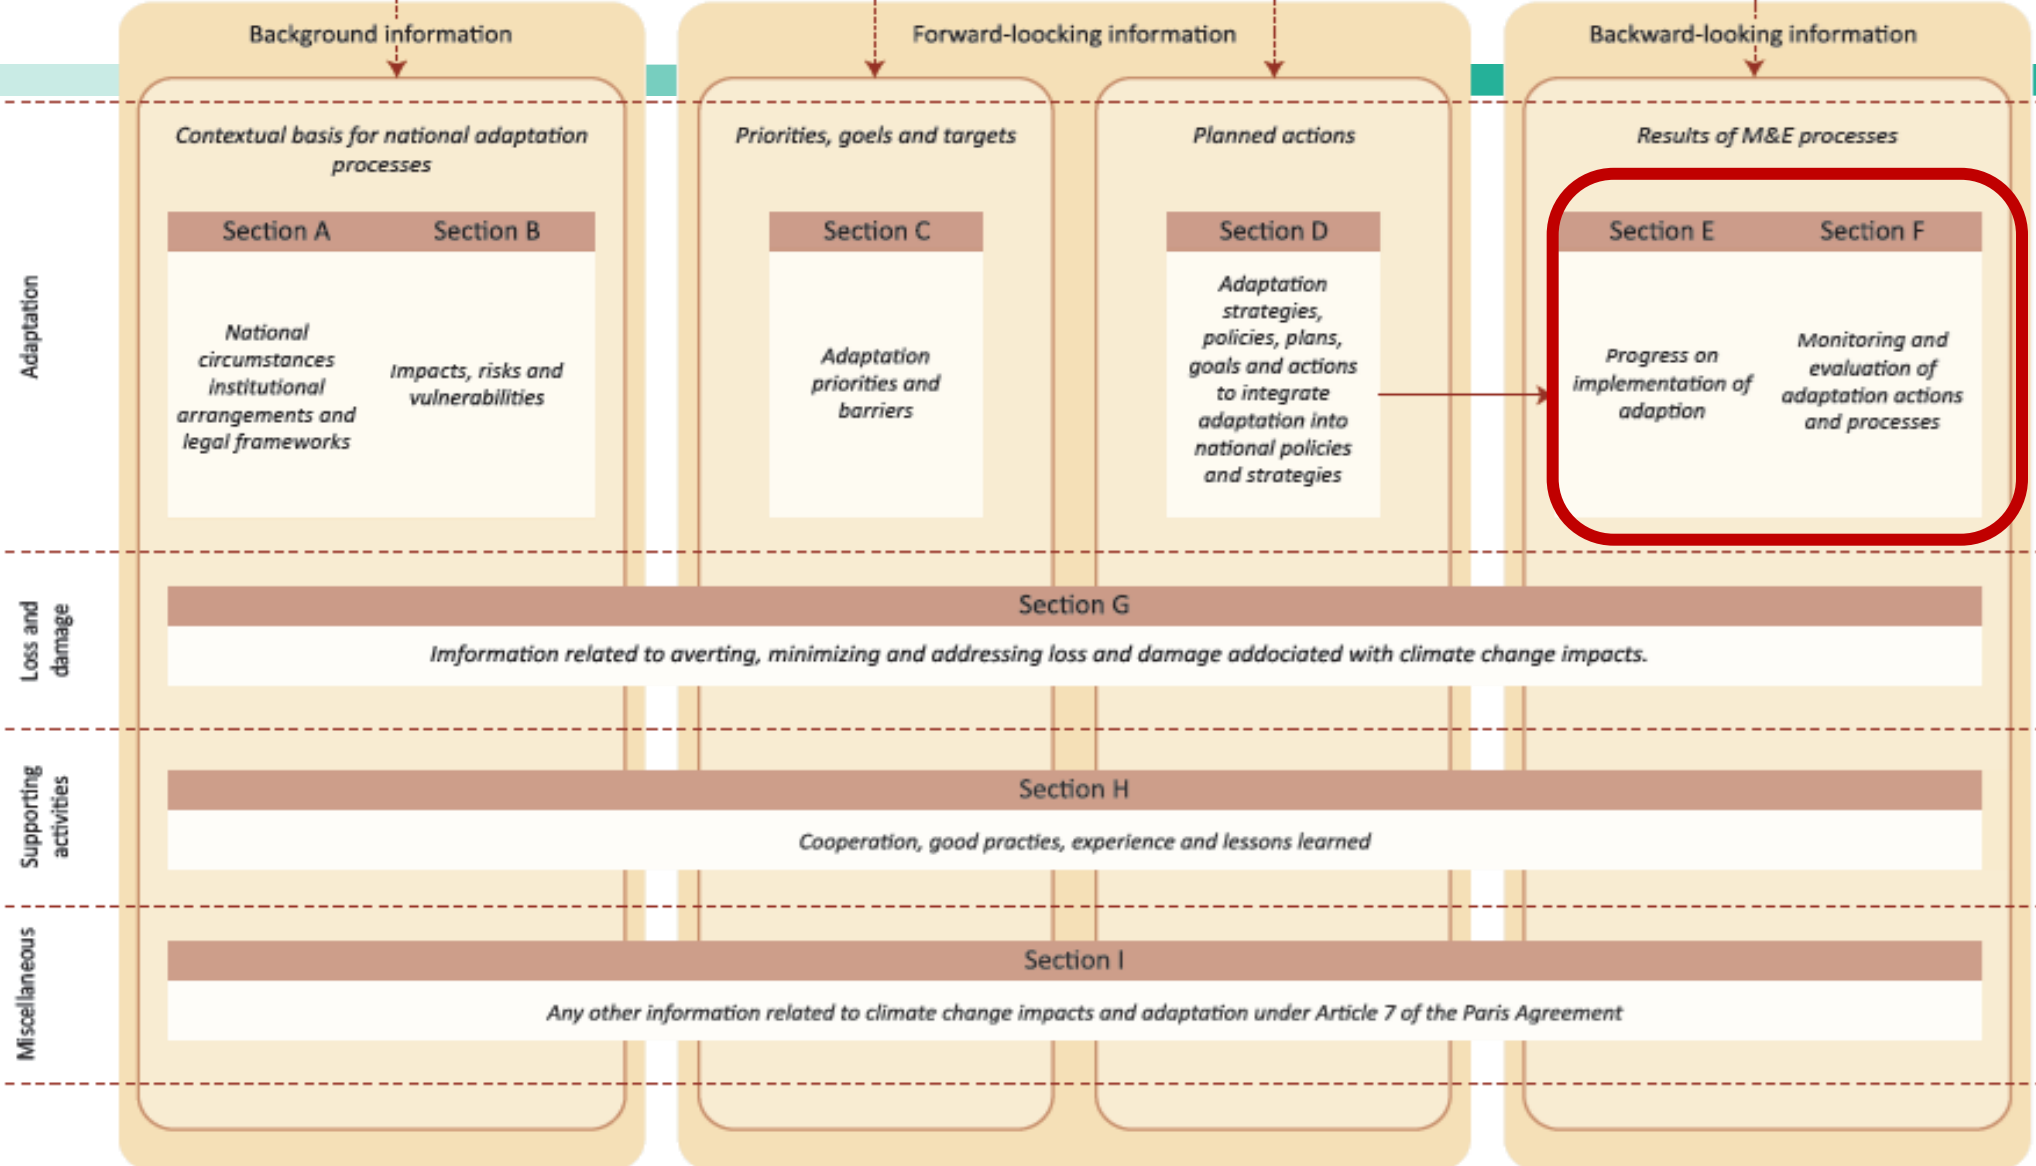 Background information
Forward-loocking information
Backward-looking information
Contextual basis for national adaptation
processes
Priorities, goels and targets
Planned actions
Results of M&E processes
Adaptation
Section A
Section B
Section C
Section D
Section E
Section F
National
circumstances
institutional
arrangements and
legal frameworks
Impacts, risks and
vulnerabilities
Adaptation
priorities and
barriers
Adaptation
strategies,
policies, plans,
goals and actions
to integrate
adaptation into
national policies
and strategies
Progress on
implementation of
adaption
Monitoring and
evaluation of
adaptation actions
and processes
Loss and
damage
Section G
Imformation related to averting, minimizing and addressing loss and damage addociated with climate change impacts.
Supporting
activities
Section H
Cooperation, good practies, experience and lessons learned
Miscellaneous
Section I
Any other information related to climate change impacts and adaptation under Article 7 of the Paris Agreement